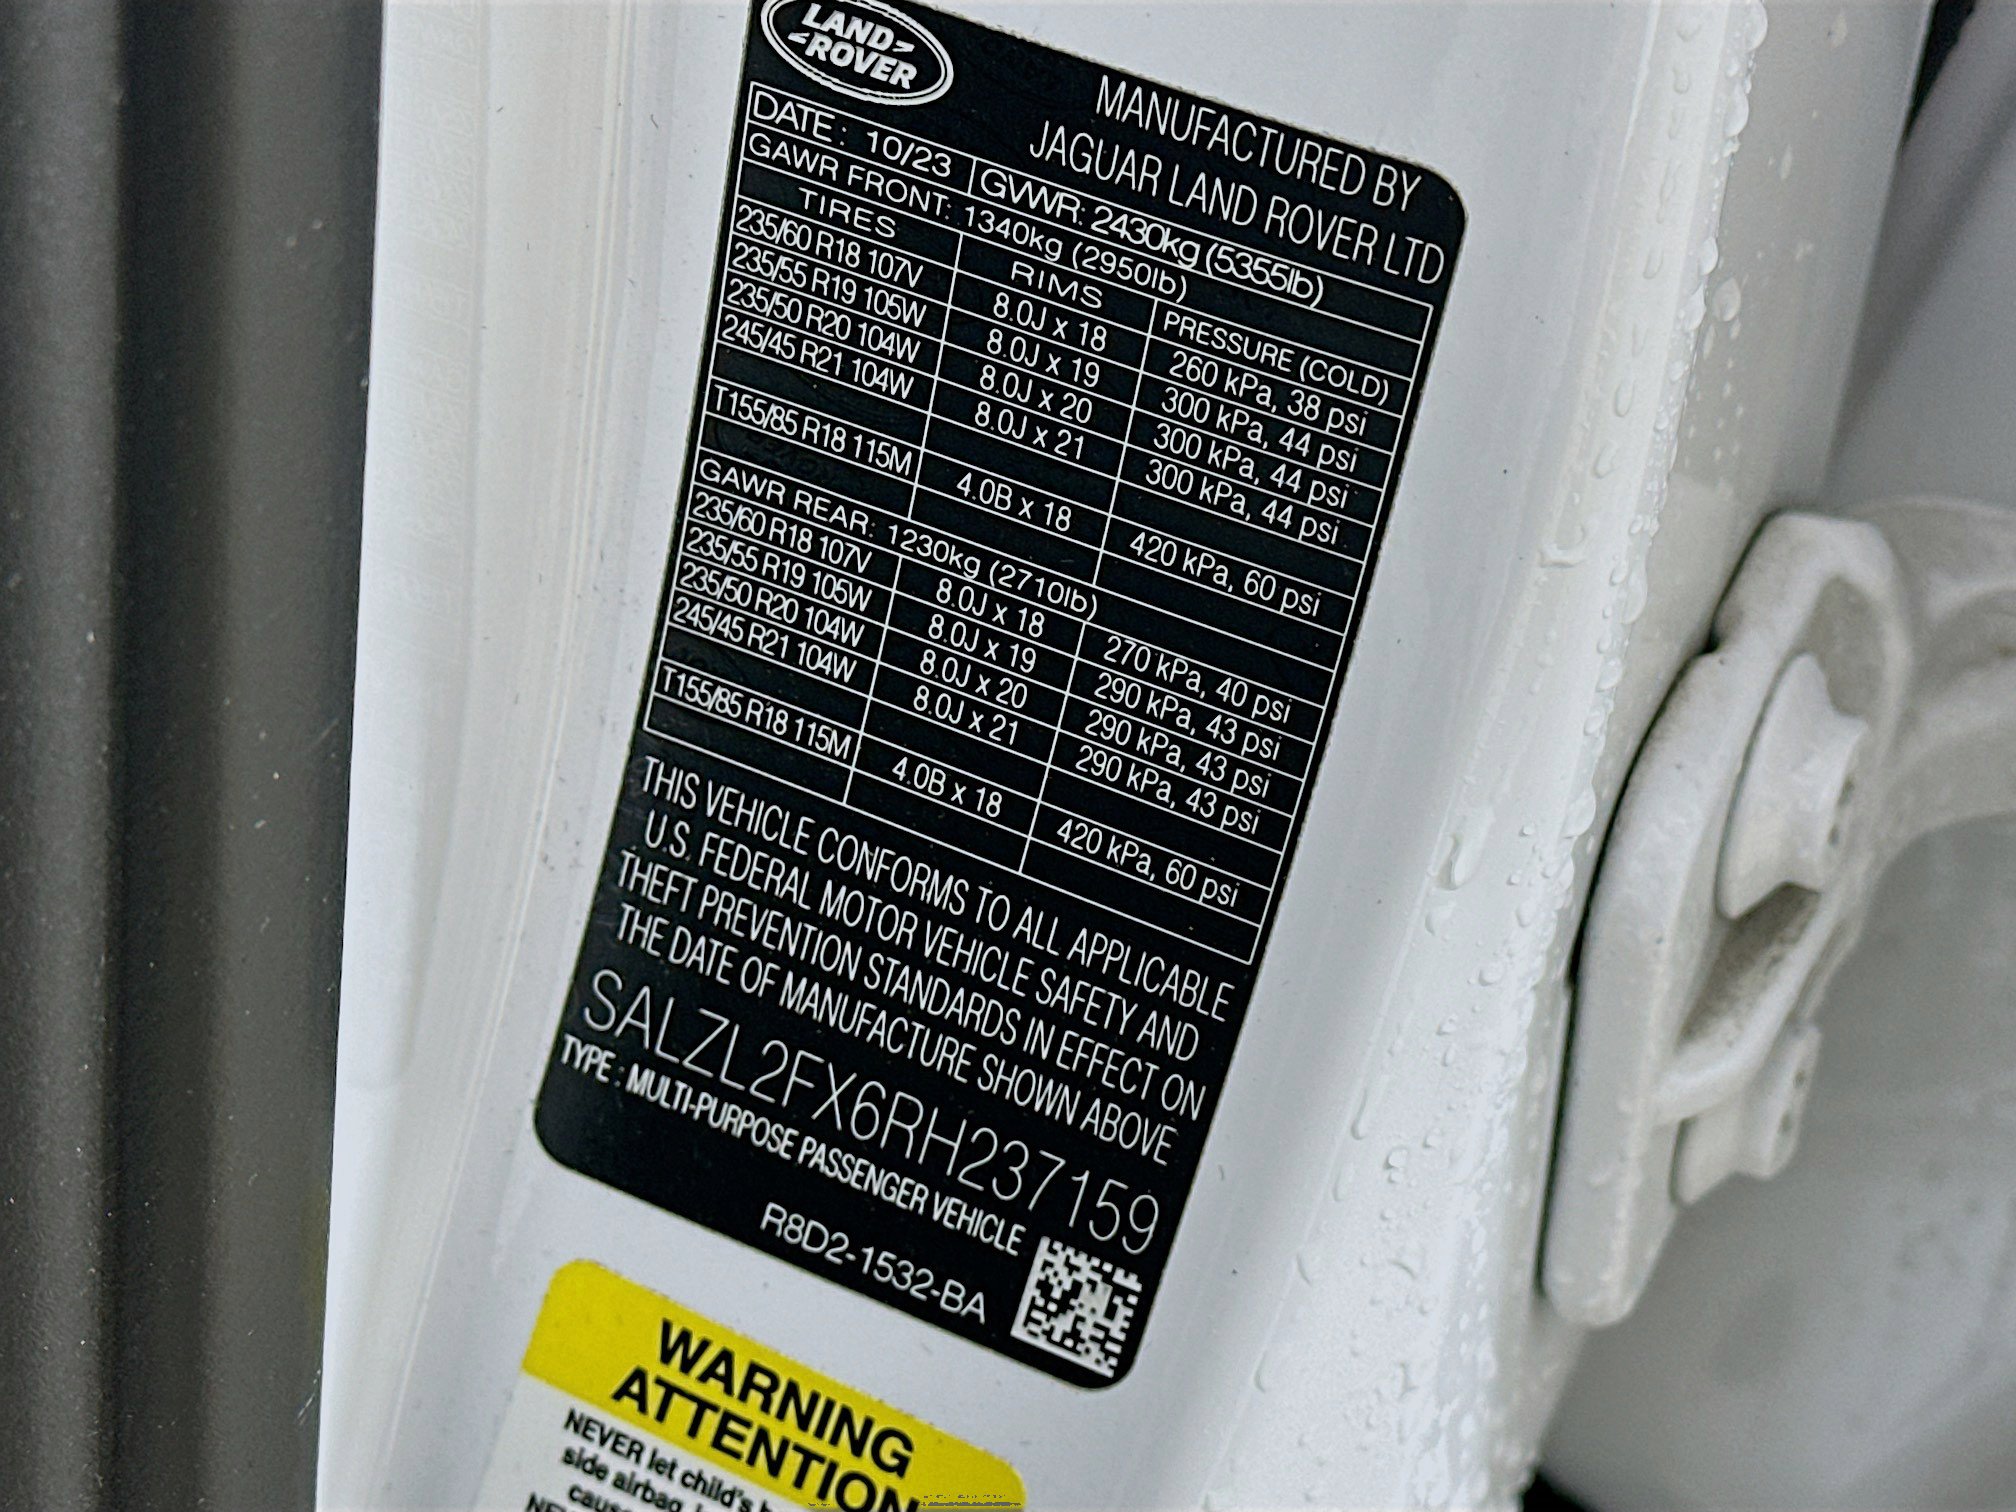 LAND
ROVER
MANUFACTURED BY
JAGUAR LAND ROVER LTD
DATE: 10/23 GVWR: 2430kg (5355lb)
GAWR FRONT: 1340kg (2950lb)
TIRES RIMS PRESSURE (COLD)
235/60 R18 107V 8.0J x 18 260 kPa, 38 psi
235/55 R19 105W 8.0J x 19 300 kPa, 44 psi
235/50 R20 104W 8.0J x 20 300 kPa, 44 psi
245/45 R21 104W 8.0J x 21 300 kPa, 44 psi
T155/85 R18 115M 4.0B x 18 420 kPa, 60 psi
GAWR REAR: 1230kg (2710lb)
235/60 R18 107V 8.0J x 18 270 kPa, 40 psi
235/55 R19 105W 8.0J x 19 290 kPa, 43 psi
235/50 R20 104W 8.0J x 20 290 kPa, 43 psi
245/45 R21 104W 8.0J x 21 290 kPa, 43 psi
T155/85 R18 115M 4.0B x 18 420 kPa, 60 psi
THIS VEHICLE CONFORMS TO ALL APPLICABLE
U.S. FEDERAL MOTOR VEHICLE SAFETY AND
THEFT PREVENTION STANDARDS IN EFFECT ON
THE DATE OF MANUFACTURE SHOWN ABOVE
SALZL2FX6RH237159
TYPE: MULTI-PURPOSE PASSENGER VEHICLE
R8D2-1532-BA
WARNING
ATTENTION
NEVER let child's
side airbag